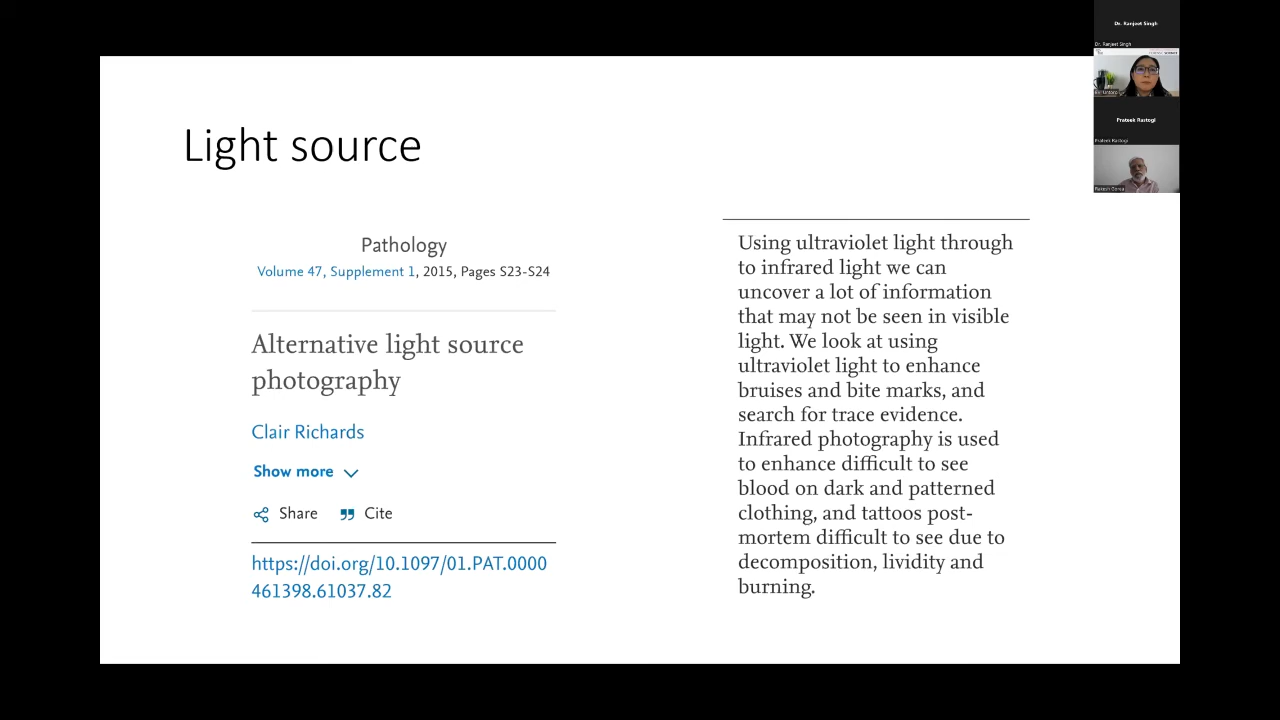 Light source
Pathology
Volume 47, Supplement 1, 2015, Pages S23-S24
Alternative light source
photography
Clair Richards
Show more
Share
Cite
https://doi.org/10.1097/01.PAT.0000
461398.61037.82
Using ultraviolet light through
to infrared light we can
uncover a lot of information
that may not be seen in visible
light. We look at using
ultraviolet light to enhance
bruises and bite marks, and
search for trace evidence.
Infrared photography is used
to enhance difficult to see
blood on dark and patterned
clothing, and tattoos post-
mortem difficult to see due to
decomposition, lividity and
burning.
Dr. Ranjeet Singh
Dr. Ranjeet Singh
Prateek Rastogi
Prateek Rastogi